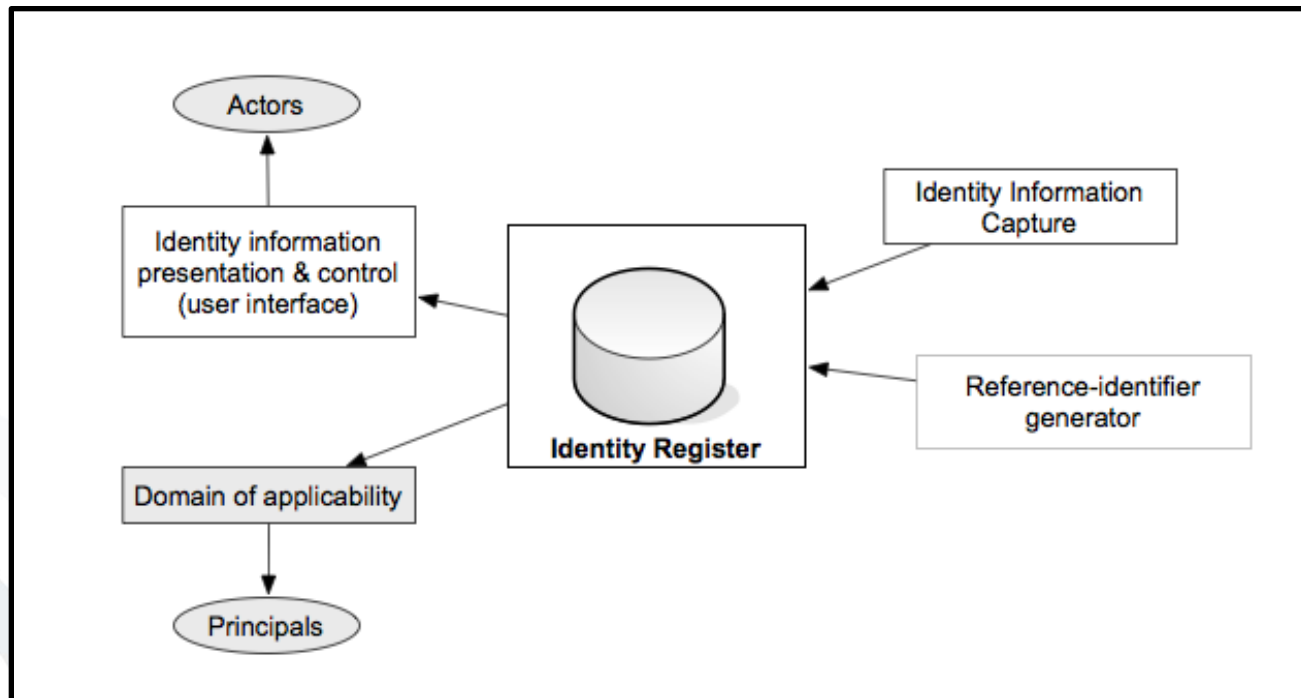 Actors
Identity information
presentation & control
(user interface)
Identity Information
Capture
Identity Register
Reference-identifier
generator
Domain of applicability
Principals